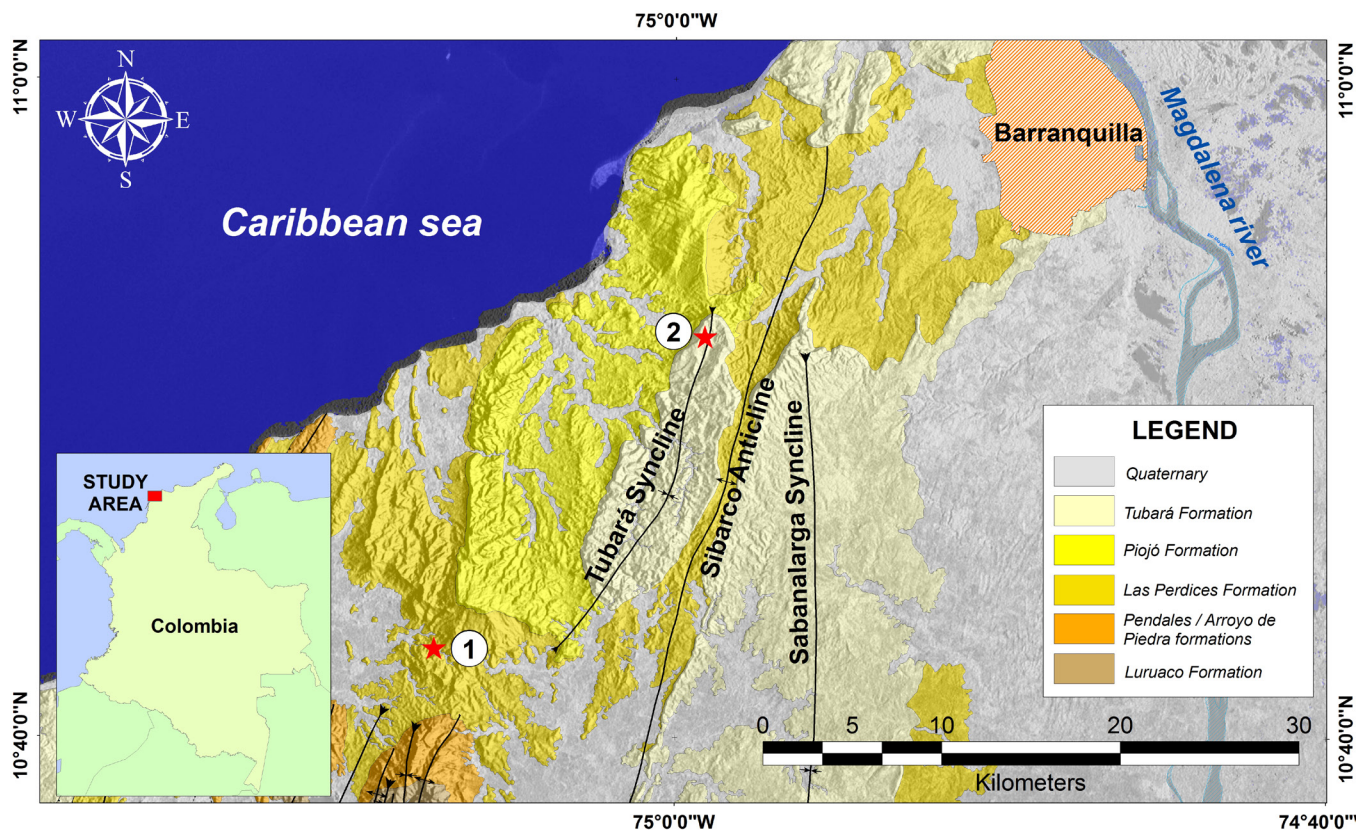 75°0'0"W
11°0'0"N
11°0'0"N
N
W
E
S
Barranquilla
Magdalena river
Caribbean sea
2
Tubará Syncline
Sibarco Anticline
Sabanalarga Syncline
1
STUDY
AREA
Colombia
LEGEND
Quaternary
Tubará Formation
Piojó Formation
Las Perdices Formation
Pendales / Arroyo de
Piedra formations
Luruaco Formation
0 5 10 20 30
Kilometers
10°40'0"N
10°40'0"N
75°0'0"W
74°40'0"W